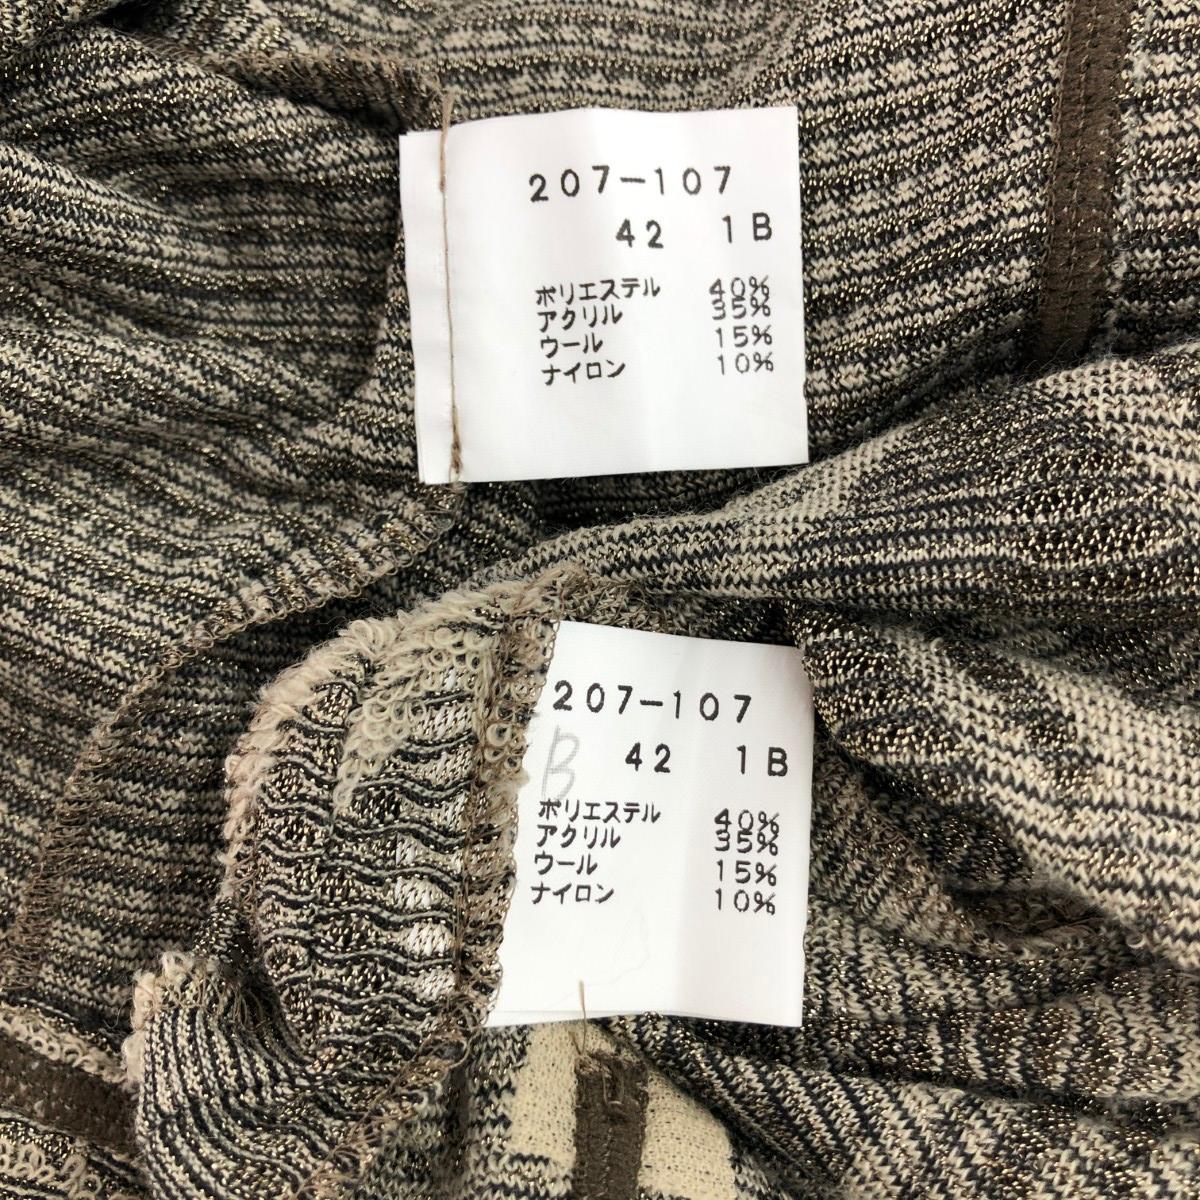 207-107
42 1B
ポリエステル 40%
アクリル 35%
ウール 15%
ナイロン 10%
207-107
B 42 1B
ポリエステル 40%
アクリル 35%
ウール 15%
ナイロン 10%